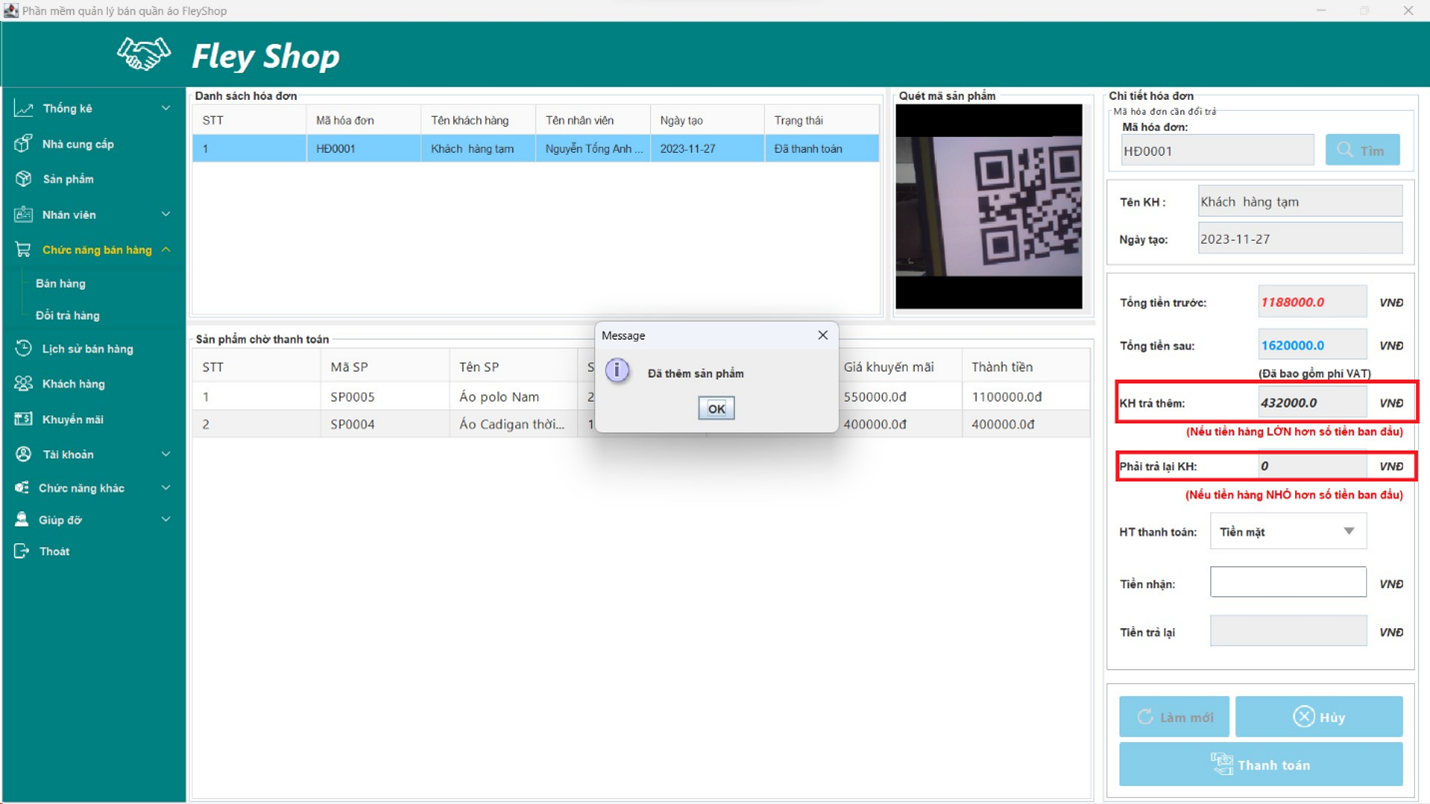 Phần mềm quản lý bán quần áo FleyShop
Fley Shop
Thống kê
Nhà cung cấp
Sản phẩm
Nhân viên
Chức năng bán hàng
Bán hàng
Đổi trả hàng
Lịch sử bán hàng
Khách hàng
Khuyến mãi
Tài khoản
Chức năng khác
Giúp đỡ
Thoát
Danh sách hóa đơn
STT Mã hóa đơn Tên khách hàng Tên nhân viên Ngày tạo Trạng thái
1 HĐ0001 Khách hàng tạm Nguyễn Tống Anh ... 2023-11-27 Đã thanh toán
Quét mã sản phẩm
Sản phẩm chờ thanh toán
STT Mã SP Tên SP S Giá khuyến mãi Thành tiền
1 SP0005 Áo polo Nam 2 550000.0đ 1100000.0đ
2 SP0004 Áo Cadigan thời... 1 400000.0đ 400000.0đ
Message
Đã thêm sản phẩm
OK
Chi tiết hóa đơn
Mã hóa đơn cần đổi trả
Mã hóa đơn:
HĐ0001 Tìm
Tên KH : Khách hàng tạm
Ngày tạo: 2023-11-27
Tổng tiền trước: 1188000.0 VNĐ
Tổng tiền sau: 1620000.0 VNĐ
(Đã bao gồm phí VAT)
KH trả thêm: 432000.0 VNĐ
(Nếu tiền hàng LỚN hơn số tiền ban đầu)
Phải trả lại KH: 0 VNĐ
(Nếu tiền hàng NHỎ hơn số tiền ban đầu)
HT thanh toán: Tiền mặt
Tiền nhận: VNĐ
Tiền trả lại VNĐ
Làm mới Hủy
Thanh toán